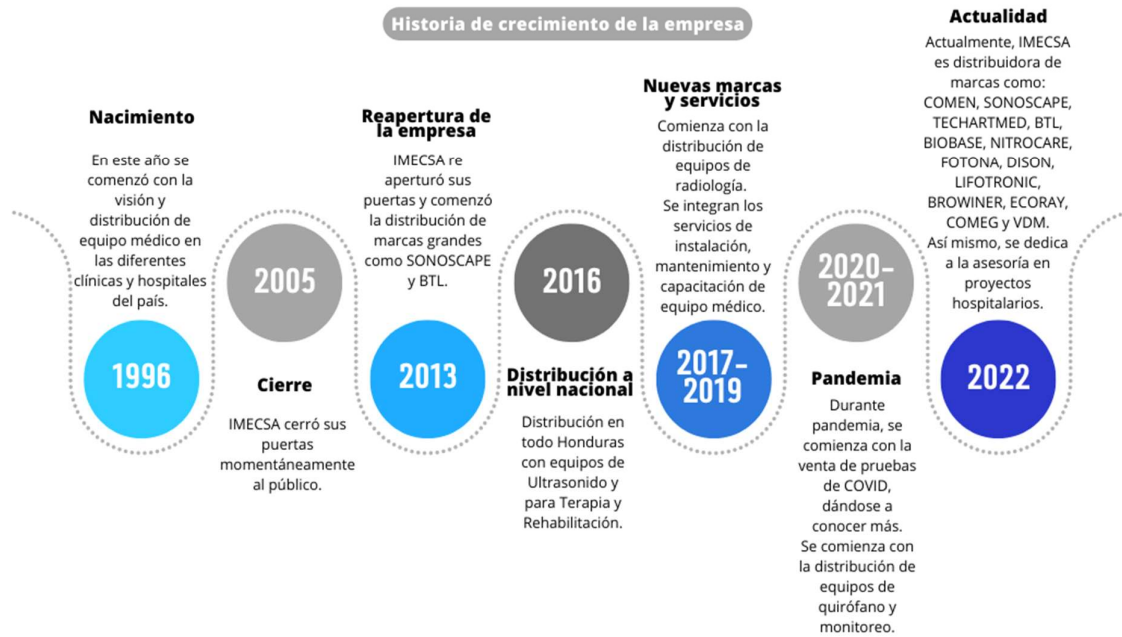 Historia de crecimiento de la empresa
Nacimiento
En este año se
comenzó con la
visión y
distribución de
equipo médico en
las diferentes
clínicas y hospitales
del país.
1996
2005
Cierre
IMECSA cerró sus
puertas
momentáneamente
al público.
Reapertura de
la empresa
IMECSA re
aperturó sus
puertas y comenzó
la distribución de
marcas grandes
como SONOSCAPE
y BTL.
2013
2016
Distribución a
nivel nacional
Distribución en
todo Honduras
con equipos de
Ultrasonido y
para Terapia y
Rehabilitación.
Nuevas marcas
y servicios
Comienza con la
distribución de
equipos de
radiología.
Se integran los
servicios de
instalación,
mantenimiento y
capacitación de
equipo médico.
2017-
2019
2020-
2021
Pandemia
Durante
pandemia, se
comienza con la
venta de pruebas
de COVID,
dándose a
conocer más.
Se comienza con
la distribución de
equipos de
quirófano y
monitoreo.
Actualidad
Actualmente, IMECSA
es distribuidora de
marcas como:
COMEN, SONOSCAPE,
TECHARTMED, BTL,
BIOBASE, NITROCARE,
FOTONA, DISON,
LIFOTRONIC,
BROWINER, ECORAY,
COMEG y VDM.
Así mismo, se dedica
a la asesoría en
proyectos
hospitalarios.
2022